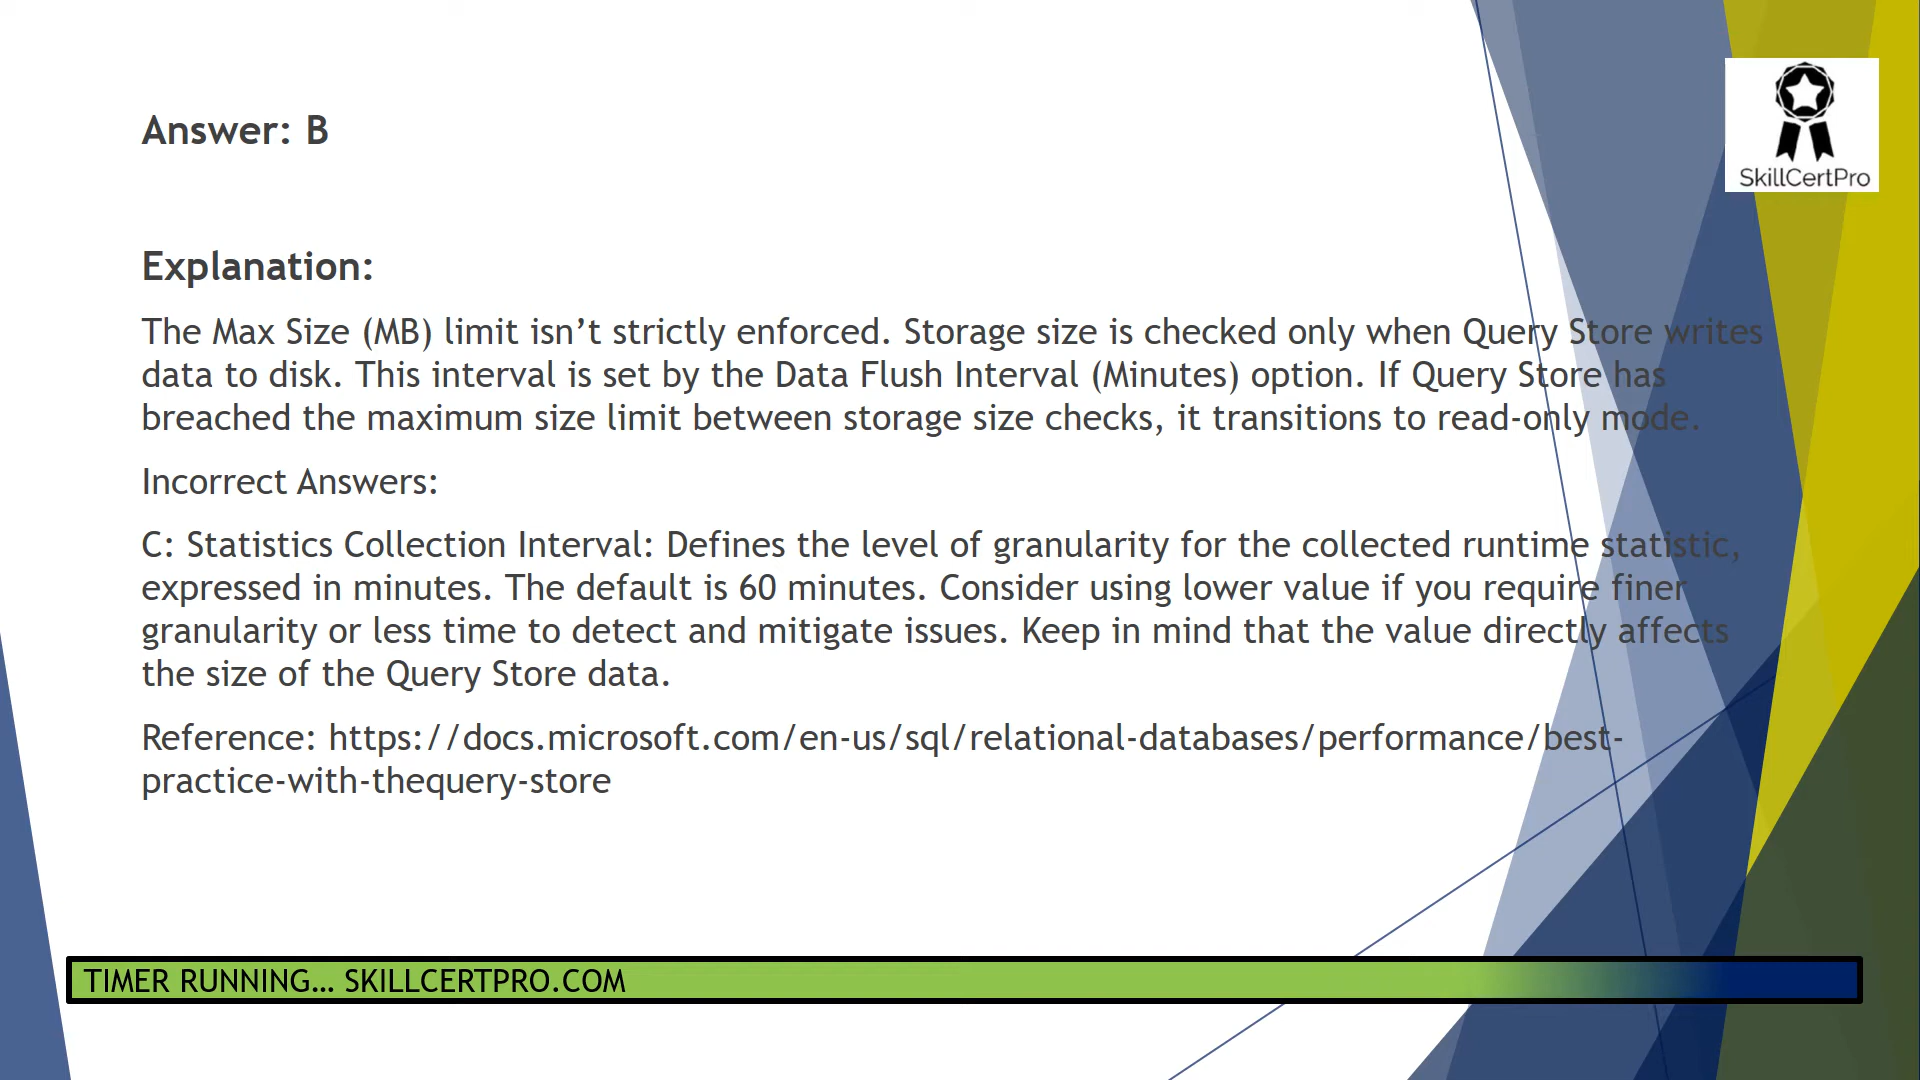 Answer: B
SkillCertPro
Explanation:
The Max Size (MB) limit isn’t strictly enforced. Storage size is checked only when Query Store writes
data to disk. This interval is set by the Data Flush Interval (Minutes) option. If Query Store has
breached the maximum size limit between storage size checks, it transitions to read-only mode.
Incorrect Answers:
C: Statistics Collection Interval: Defines the level of granularity for the collected runtime statistic,
expressed in minutes. The default is 60 minutes. Consider using lower value if you require finer
granularity or less time to detect and mitigate issues. Keep in mind that the value directly affects
the size of the Query Store data.
Reference: https://docs.microsoft.com/en-us/sql/relational-databases/performance/best-
practice-with-thequery-store
TIMER RUNNING… SKILLCERTPRO.COM